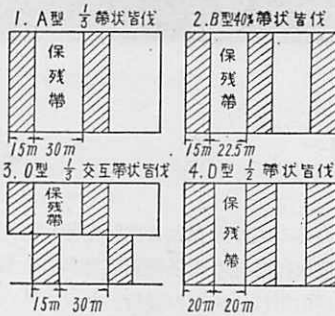 1. A型 1/3 帯状皆伐
保残帯
15m 30m
2. B型 40% 帯状皆伐
保残帯
15m 22.5m
3. C型 1/3 交互帯状皆伐
保残帯
15m 30m
4. D型 1/2 帯状皆伐
保残帯
20m 20m